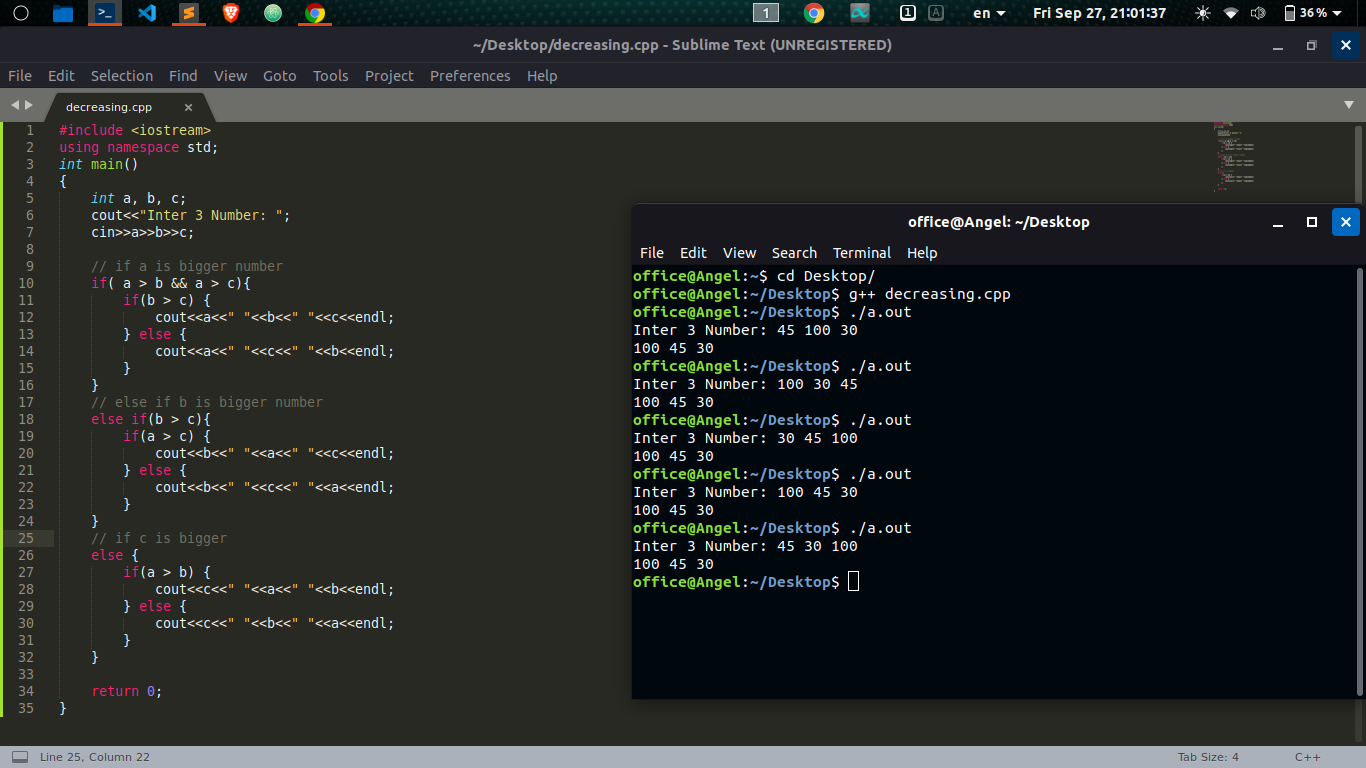 1
1
A
en
Fri Sep 27, 21:01:37
36 %
~/Desktop/decreasing.cpp - Sublime Text (UNREGISTERED)
File Edit Selection Find View Goto Tools Project Preferences Help
decreasing.cpp
1 #include <iostream>
2 using namespace std;
3 int main()
4 {
5     int a, b, c;
6     cout<<"Inter 3 Number: ";
7     cin>>a>>b>>c;
8
9     // if a is bigger number
10     if( a > b && a > c){
11         if(b > c) {
12             cout<<a<<" "<<b<<" "<<c<<endl;
13         } else {
14             cout<<a<<" "<<c<<" "<<b<<endl;
15         }
16     }
17     // else if b is bigger number
18     else if(b > c){
19         if(a > c) {
20             cout<<b<<" "<<a<<" "<<c<<endl;
21         } else {
22             cout<<b<<" "<<c<<" "<<a<<endl;
23         }
24     }
25     // if c is bigger
26     else {
27         if(a > b) {
28             cout<<c<<" "<<a<<" "<<b<<endl;
29         } else {
30             cout<<c<<" "<<b<<" "<<a<<endl;
31         }
32     }
33
34     return 0;
35 }
office@Angel: ~/Desktop
File Edit View Search Terminal Help
office@Angel:~$ cd Desktop/
office@Angel:~/Desktop$ g++ decreasing.cpp
office@Angel:~/Desktop$ ./a.out
Inter 3 Number: 45 100 30
100 45 30
office@Angel:~/Desktop$ ./a.out
Inter 3 Number: 100 30 45
100 45 30
office@Angel:~/Desktop$ ./a.out
Inter 3 Number: 30 45 100
100 45 30
office@Angel:~/Desktop$ ./a.out
Inter 3 Number: 100 45 30
100 45 30
office@Angel:~/Desktop$ ./a.out
Inter 3 Number: 45 30 100
100 45 30
office@Angel:~/Desktop$
Line 25, Column 22
Tab Size: 4
C++